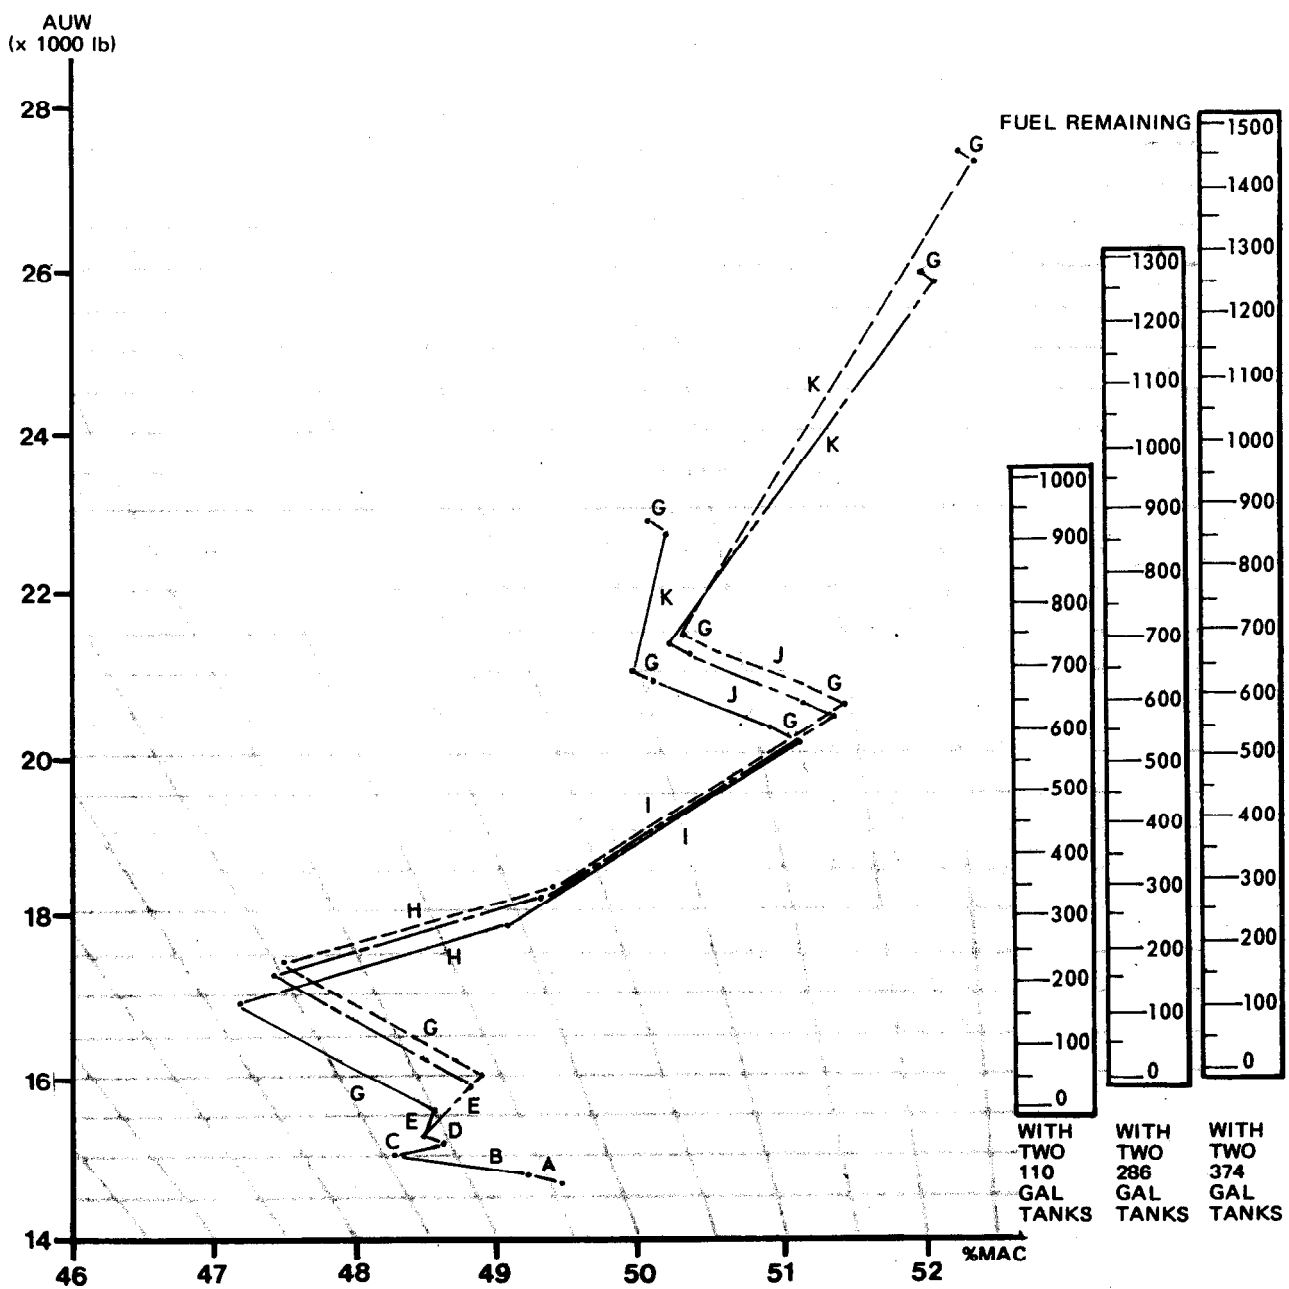 AUW
(x 1000 lb)
28
26
24
22
20
18
16
14
46
47
48
49
50
51
52
%MAC
FUEL REMAINING
G
G
K
K
G
K
G
J
G
G
J
G
I
I
H
H
G
G
E
E
D
C
B
A
1000
900
800
700
600
500
400
300
200
100
0
WITH
TWO
110
GAL
TANKS
1300
1200
1100
1000
900
800
700
600
500
400
300
200
100
0
WITH
TWO
286
GAL
TANKS
1500
1400
1300
1200
1100
1000
900
800
700
600
500
400
300
200
100
0
WITH
TWO
374
GAL
TANKS